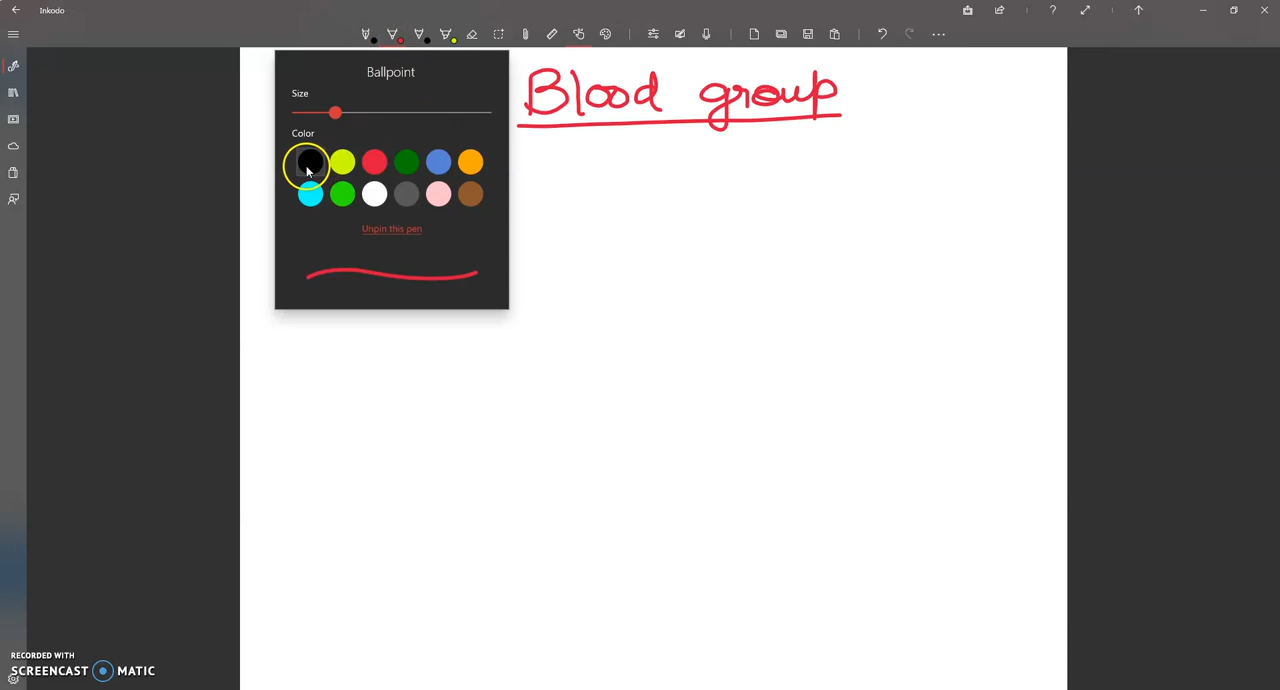 Inkodo
Blood group
Ballpoint
Size
Color
Unpin this pen
RECORDED WITH
SCREENCAST MATIC